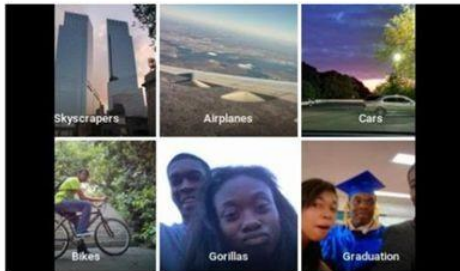 Skyscrapers
Airplanes
Cars
Bikes
Gorillas
Graduation